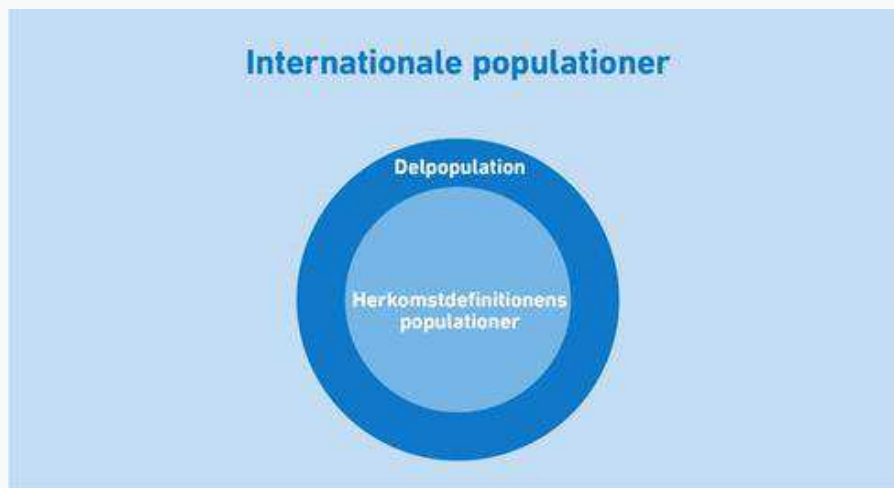 Internationale populationer
Delpopulation
Herkomstdefinitionens
populationer